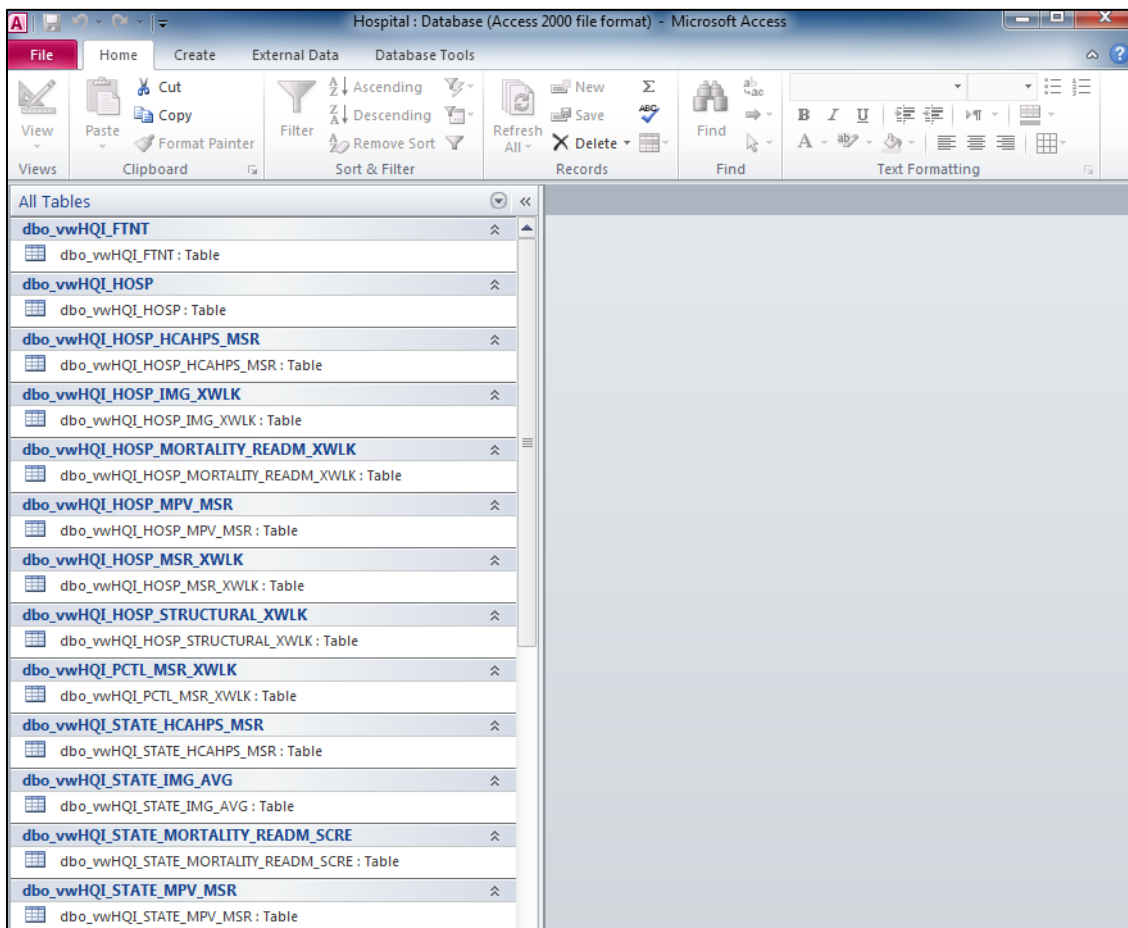 A Hospital : Database (Access 2000 file format) - Microsoft Access
File Home Create External Data Database Tools
View
Views
Paste
Cut
Copy
Format Painter
Clipboard
Filter
Ascending
Descending
Remove Sort
Sort & Filter
Refresh All
New
Save
Delete
Σ
ABC
Records
Find
ab ac
Find
B I U
A ab
Text Formatting
All Tables
dbo_vwHQI_FTNT
dbo_vwHQI_FTNT : Table
dbo_vwHQI_HOSP
dbo_vwHQI_HOSP : Table
dbo_vwHQI_HOSP_HCAHPS_MSR
dbo_vwHQI_HOSP_HCAHPS_MSR : Table
dbo_vwHQI_HOSP_IMG_XWLK
dbo_vwHQI_HOSP_IMG_XWLK : Table
dbo_vwHQI_HOSP_MORTALITY_READM_XWLK
dbo_vwHQI_HOSP_MORTALITY_READM_XWLK : Table
dbo_vwHQI_HOSP_MPV_MSR
dbo_vwHQI_HOSP_MPV_MSR : Table
dbo_vwHQI_HOSP_MSR_XWLK
dbo_vwHQI_HOSP_MSR_XWLK : Table
dbo_vwHQI_HOSP_STRUCTURAL_XWLK
dbo_vwHQI_HOSP_STRUCTURAL_XWLK : Table
dbo_vwHQI_PCTL_MSR_XWLK
dbo_vwHQI_PCTL_MSR_XWLK : Table
dbo_vwHQI_STATE_HCAHPS_MSR
dbo_vwHQI_STATE_HCAHPS_MSR : Table
dbo_vwHQI_STATE_IMG_AVG
dbo_vwHQI_STATE_IMG_AVG : Table
dbo_vwHQI_STATE_MORTALITY_READM_SCRE
dbo_vwHQI_STATE_MORTALITY_READM_SCRE : Table
dbo_vwHQI_STATE_MPV_MSR
dbo_vwHQI_STATE_MPV_MSR : Table